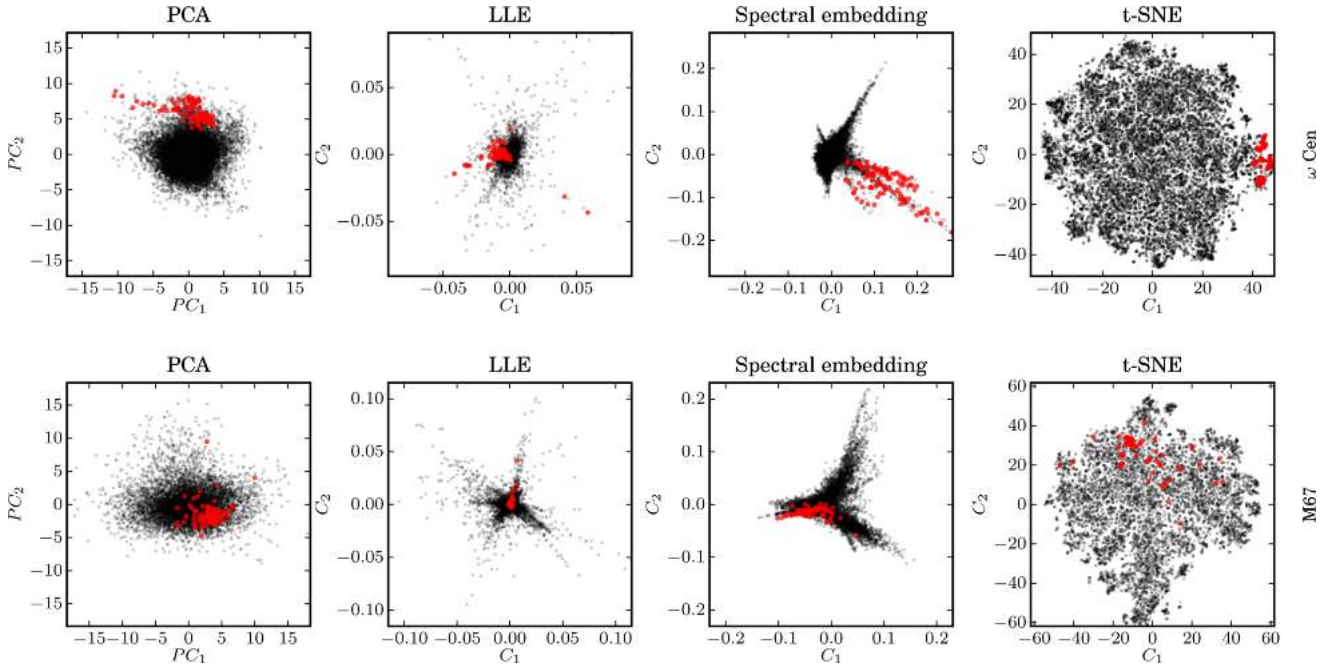 PCA LLE Spectral embedding t-SNE
15 10 5 0 −5 −10 −15
PC₂
−15 −10 −5 0 5 10 15
PC₁
0.05 0.00 −0.05
C₂
−0.05 0.00 0.05
C₁
0.2 0.1 0.0 −0.1 −0.2
C₂
−0.2 −0.1 0.0 0.1 0.2
C₁
40 20 0 −20 −40
C₂
−40 −20 0 20 40
C₁
ω Cen
PCA LLE Spectral embedding t-SNE
15 10 5 0 −5 −10 −15
PC₂
−15 −10 −5 0 5 10 15
PC₁
0.10 0.05 0.00 −0.05 −0.10
C₂
−0.10 −0.05 0.00 0.05 0.10
C₁
0.2 0.1 0.0 −0.1 −0.2
C₂
−0.2 −0.1 0.0 0.1 0.2
C₁
60 40 20 0 −20 −40 −60
C₂
−60 −40 −20 0 20 40 60
C₁
M67